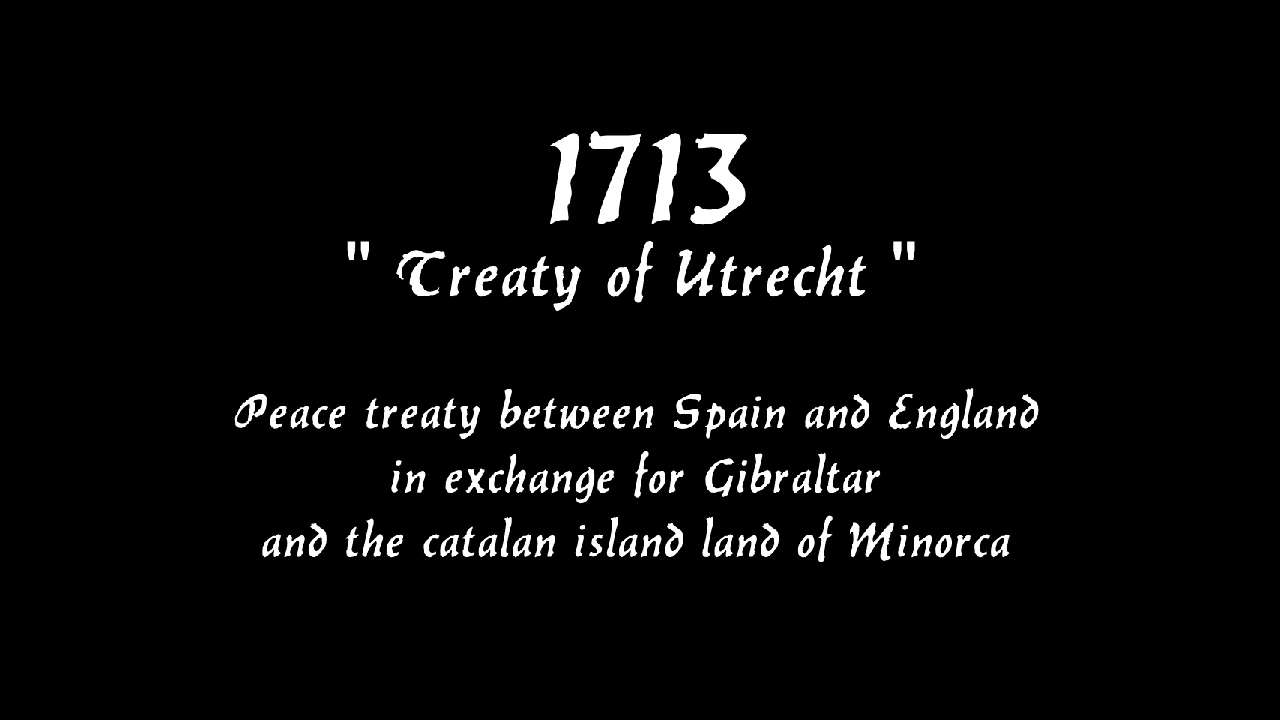 1713
" Treaty of Utrecht "
Peace treaty between Spain and England
in exchange for Gibraltar
and the catalan island land of Minorca